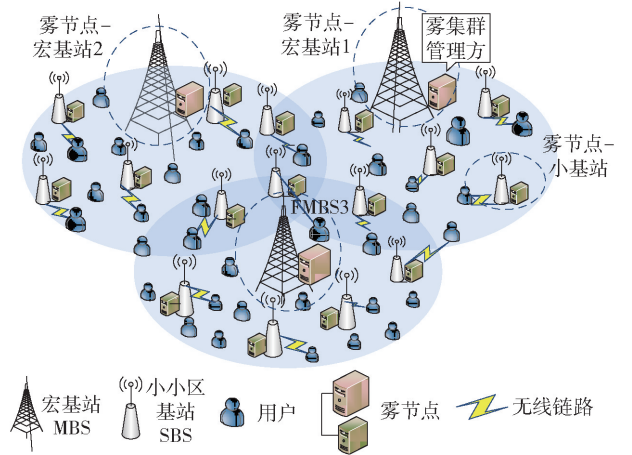 雾节点-
宏基站2
雾节点-
宏基站1
雾集群
管理方
雾节点-
小基站
FMBS3
宏基站
MBS
小小区
基站
SBS
用户
雾节点
无线链路